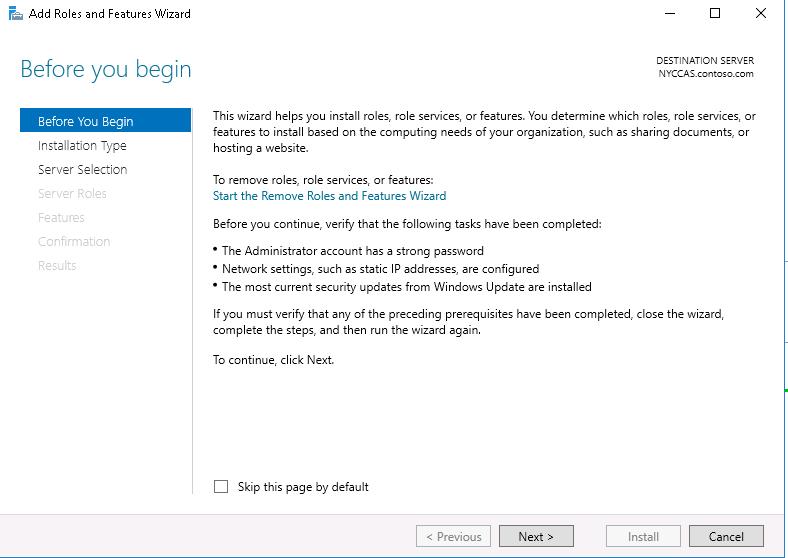 Add Roles and Features Wizard
Before you begin
DESTINATION SERVER
NYCCAS.contoso.com
Before You Begin
Installation Type
Server Selection
Server Roles
Features
Confirmation
Results
This wizard helps you install roles, role services, or features. You determine which roles, role services, or
features to install based on the computing needs of your organization, such as sharing documents, or
hosting a website.
To remove roles, role services, or features:
Start the Remove Roles and Features Wizard
Before you continue, verify that the following tasks have been completed:
• The Administrator account has a strong password
• Network settings, such as static IP addresses, are configured
• The most current security updates from Windows Update are installed
If you must verify that any of the preceding prerequisites have been completed, close the wizard,
complete the steps, and then run the wizard again.
To continue, click Next.
Skip this page by default
< Previous
Next >
Install
Cancel